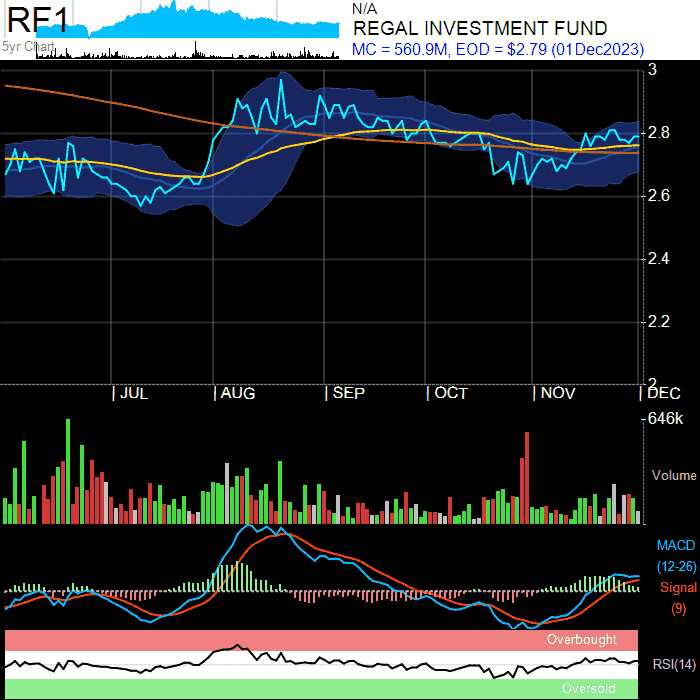 RF1
5yr Chart
N/A
REGAL INVESTMENT FUND
MC = 560.9M, EOD = $2.79 (01Dec2023)
3
2.8
2.6
2.4
2.2
2
JUL AUG SEP OCT NOV DEC
646k
Volume
MACD
(12-26)
Signal
(9)
Overbought
RSI(14)
Oversold